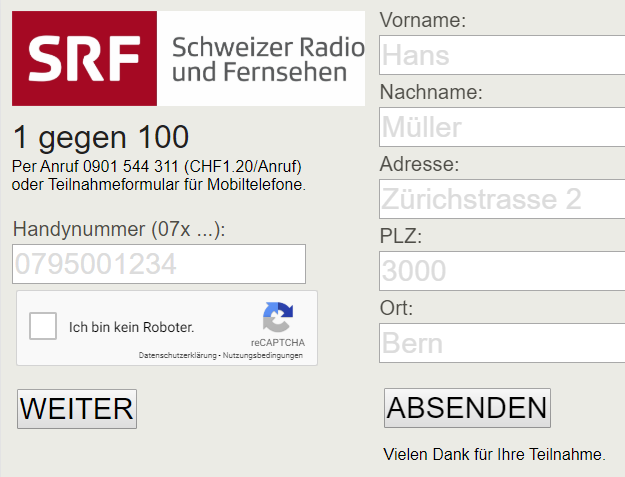 SRF Schweizer Radio
und Fernsehen
1 gegen 100
Per Anruf 0901 544 311 (CHF1.20/Anruf)
oder Teilnahmeformular für Mobiltelefone.
Handynummer (07x ...):
0795001234
Ich bin kein Roboter.
reCAPTCHA
Datenschutzerklärung - Nutzungsbedingungen
WEITER
Vorname:
Hans
Nachname:
Müller
Adresse:
Zürichstrasse 2
PLZ:
3000
Ort:
Bern
ABSENDEN
Vielen Dank für Ihre Teilnahme.